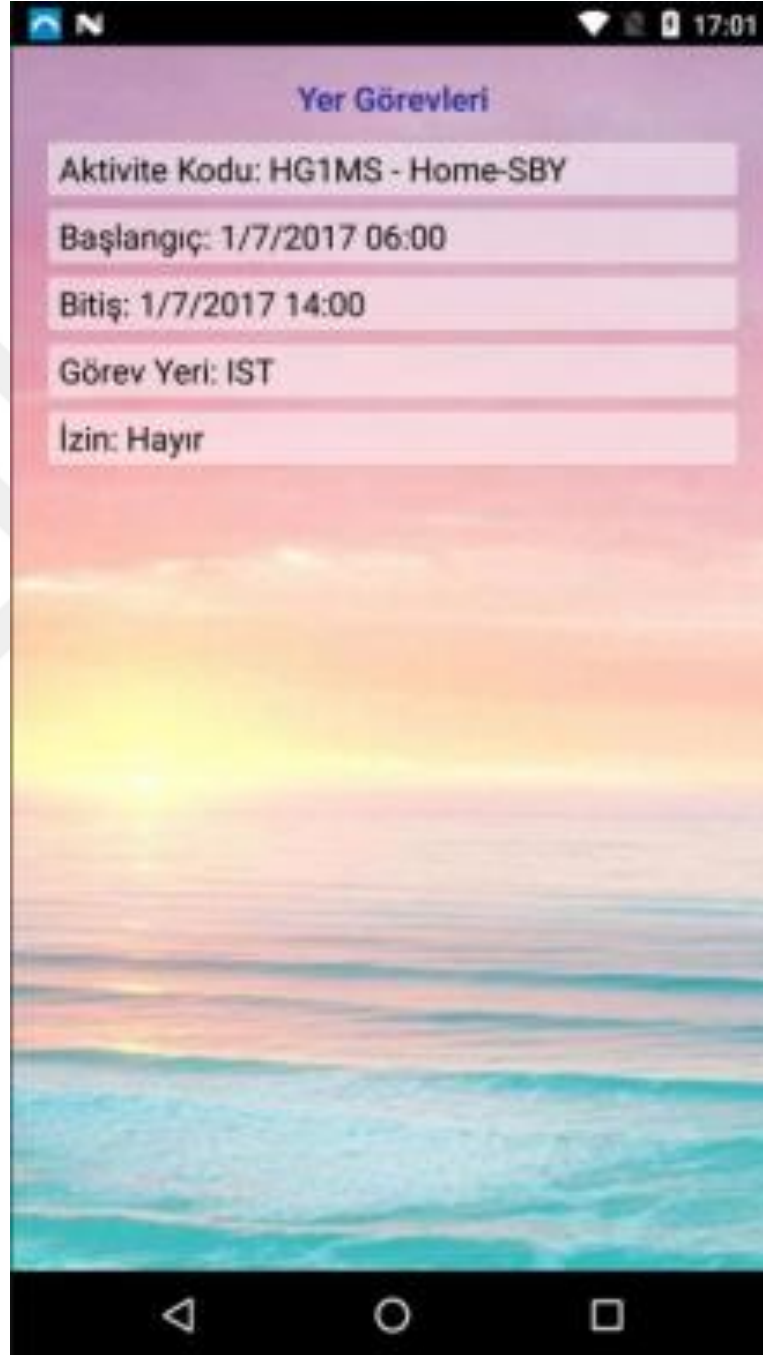 17:01
Yer Görevleri
Aktivite Kodu: HG1MS - Home-SBY
Başlangıç: 1/7/2017 06:00
Bitiş: 1/7/2017 14:00
Görev Yeri: IST
İzin: Hayır